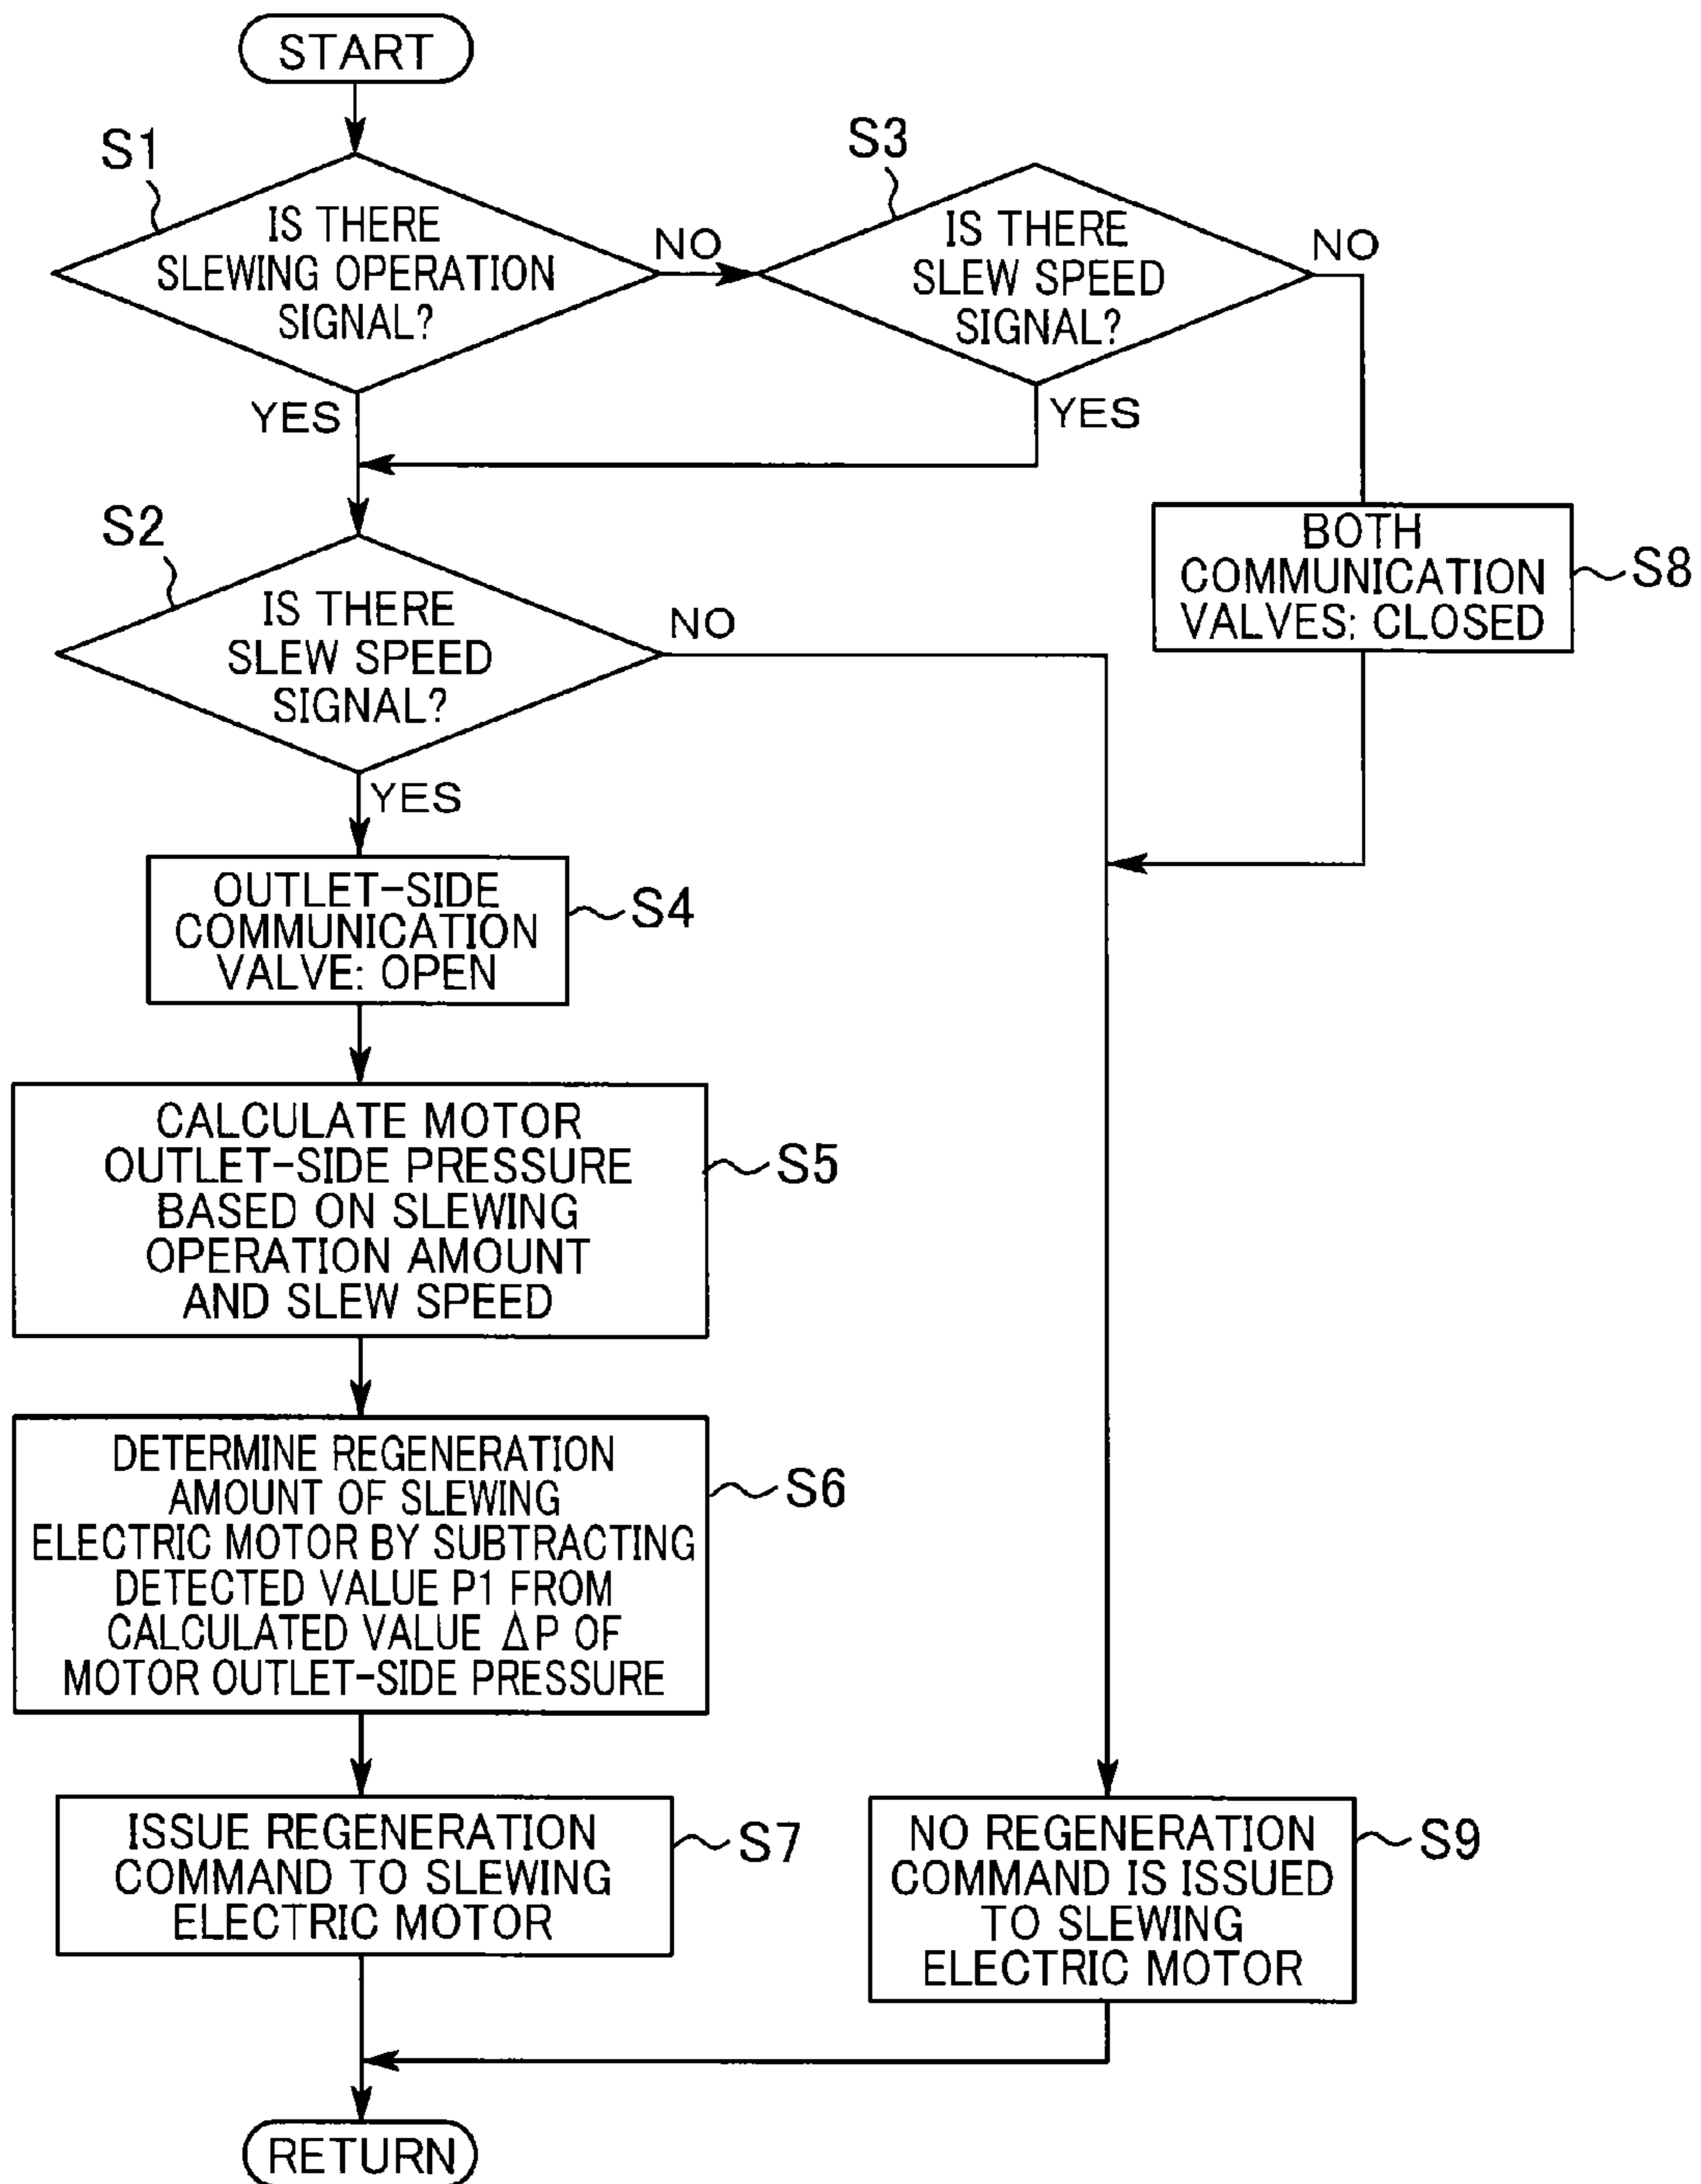 START
S1
IS THERE
SLEWING OPERATION
SIGNAL?
NO
YES
S3
IS THERE
SLEW SPEED
SIGNAL?
NO
YES
S2
IS THERE
SLEW SPEED
SIGNAL?
NO
YES
BOTH
COMMUNICATION
VALVES: CLOSED
S8
OUTLET-SIDE
COMMUNICATION
VALVE: OPEN
S4
CALCULATE MOTOR
OUTLET-SIDE PRESSURE
BASED ON SLEWING
OPERATION AMOUNT
AND SLEW SPEED
S5
DETERMINE REGENERATION
AMOUNT OF SLEWING
ELECTRIC MOTOR BY SUBTRACTING
DETECTED VALUE P1 FROM
CALCULATED VALUE ΔP OF
MOTOR OUTLET-SIDE PRESSURE
S6
ISSUE REGENERATION
COMMAND TO SLEWING
ELECTRIC MOTOR
S7
NO REGENERATION
COMMAND IS ISSUED
TO SLEWING
ELECTRIC MOTOR
S9
RETURN